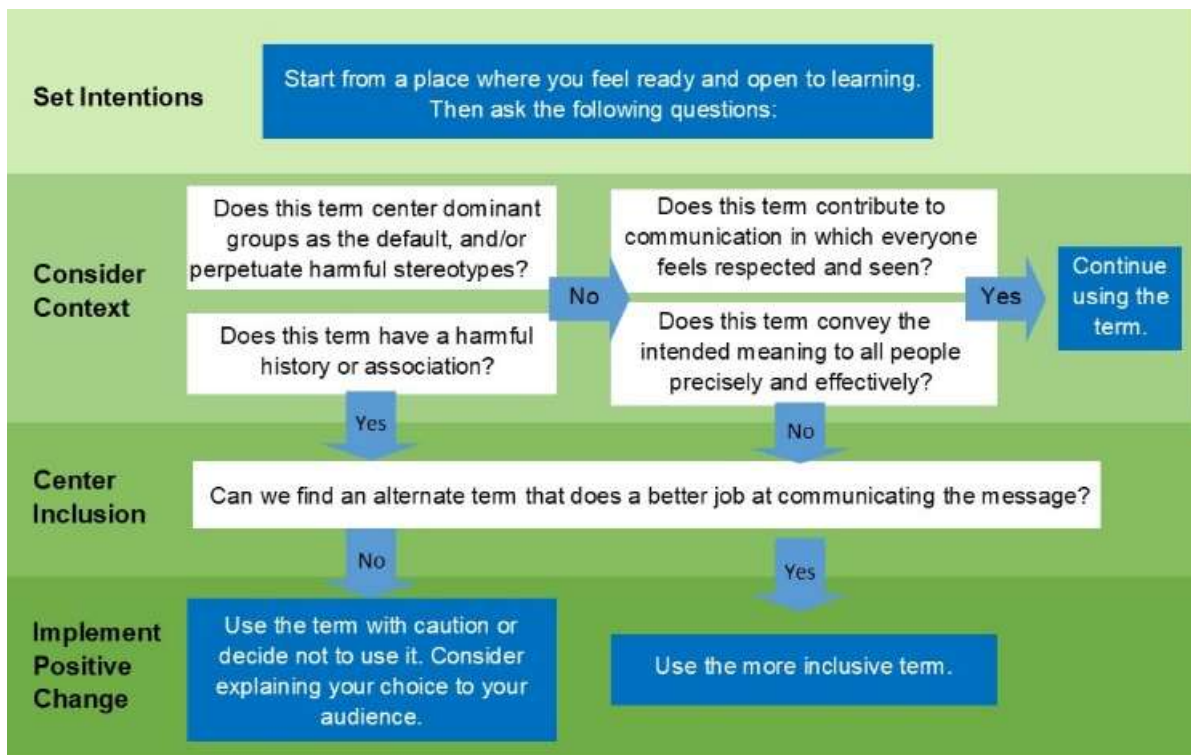 Set Intentions
Start from a place where you feel ready and open to learning.
Then ask the following questions:
Consider
Context
Does this term center dominant
groups as the default, and/or
perpetuate harmful stereotypes?
Does this term have a harmful
history or association?
No
Does this term contribute to
communication in which everyone
feels respected and seen?
Does this term convey the
intended meaning to all people
precisely and effectively?
Yes
Continue
using the
term.
Yes
No
Center
Inclusion
Can we find an alternate term that does a better job at communicating the message?
No
Yes
Implement
Positive
Change
Use the term with caution or
decide not to use it. Consider
explaining your choice to your
audience.
Use the more inclusive term.